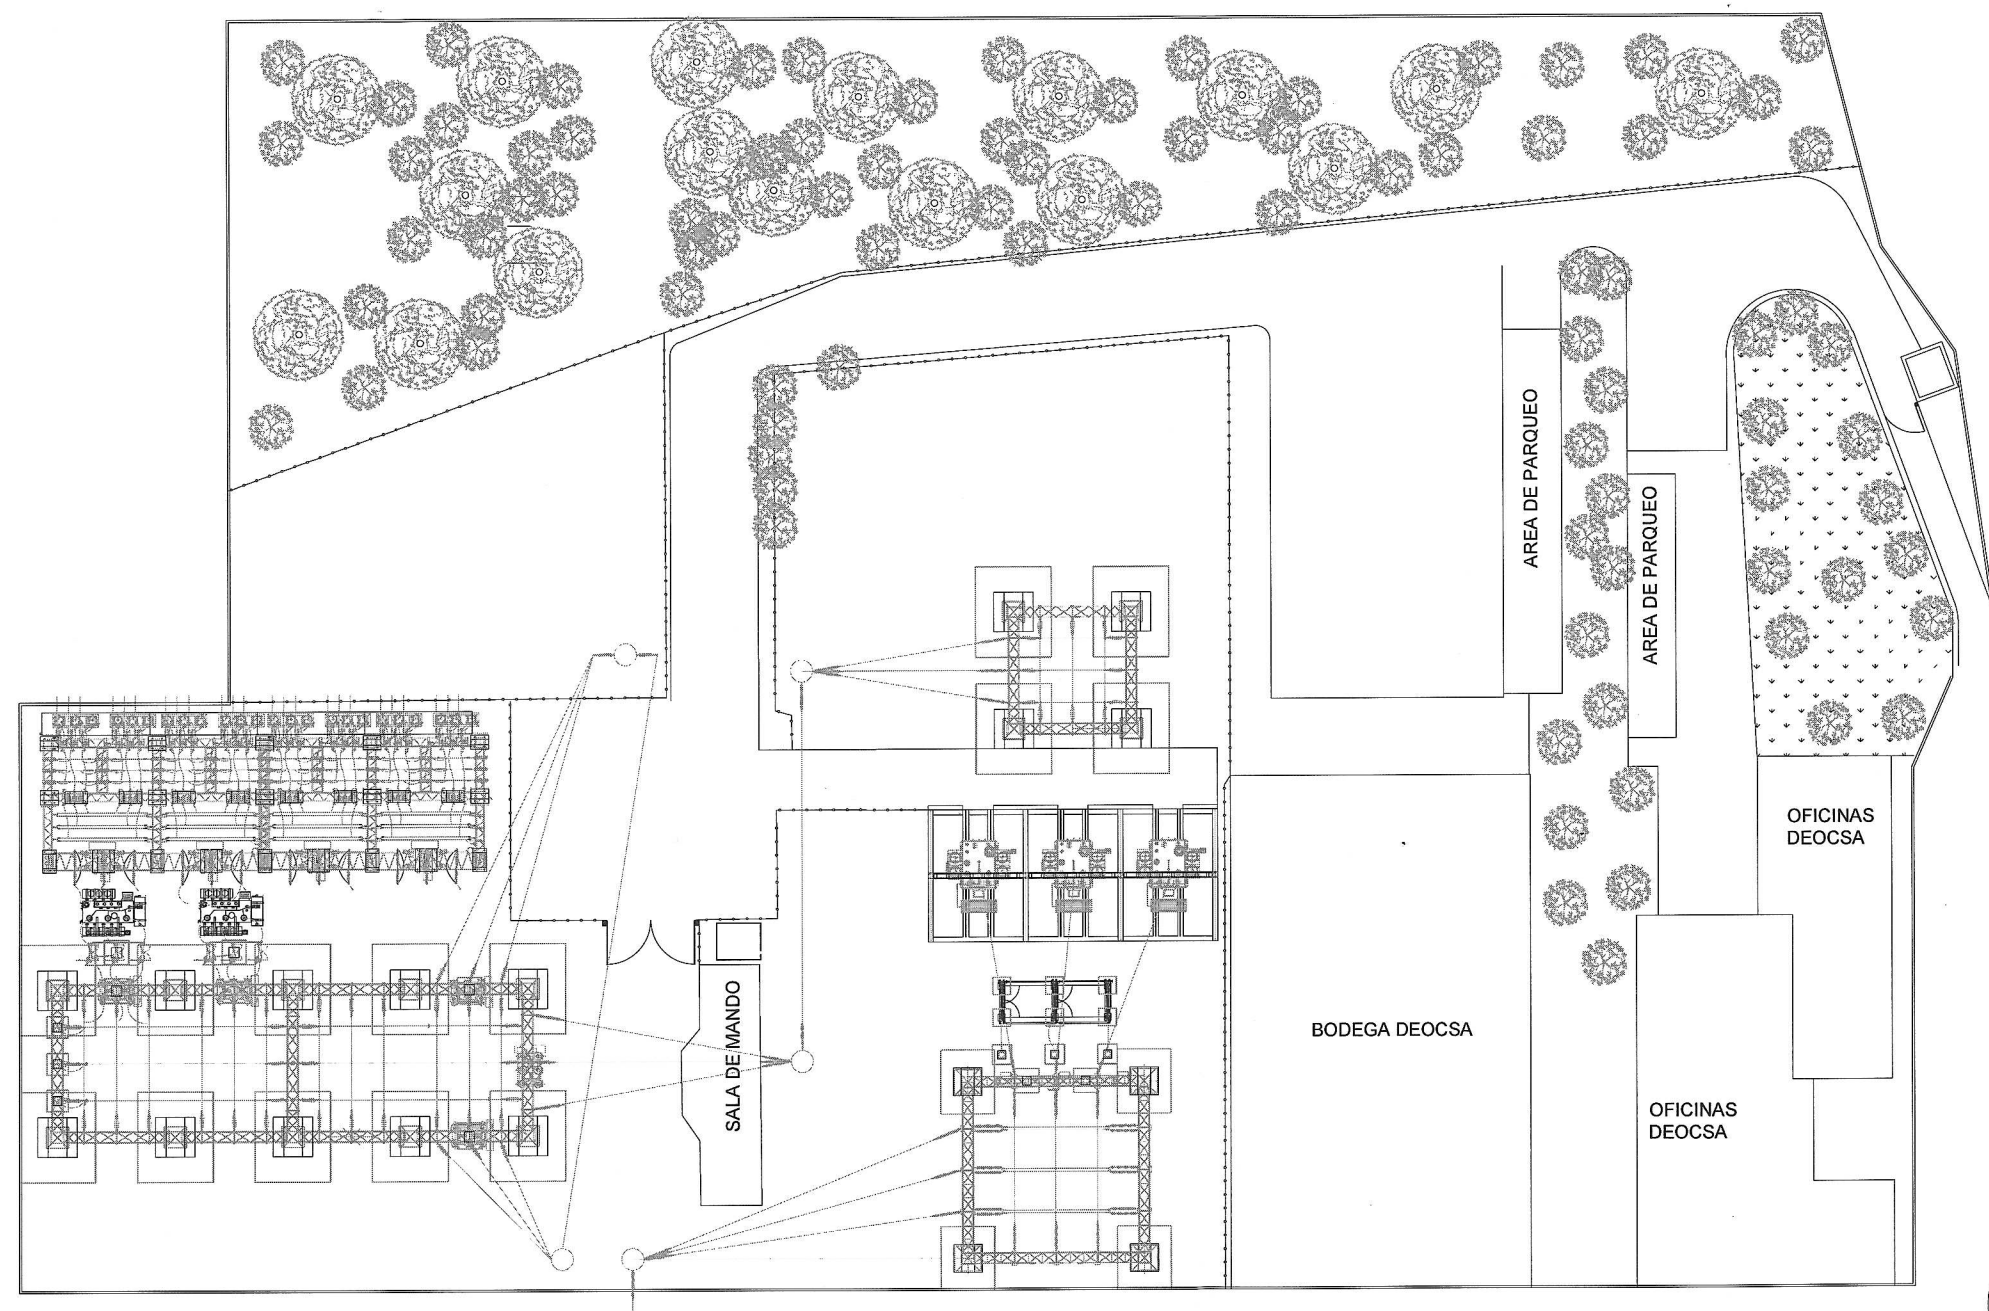 AREA DE PARQUEO
AREA DE PARQUEO
OFICINAS
DEOCSA
SALA DE MANDO
BODEGA DEOCSA
OFICINAS
DEOCSA